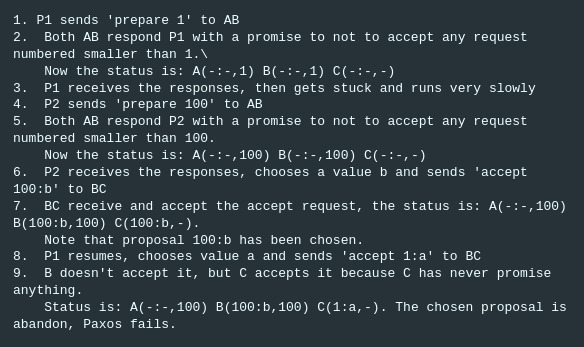 1. P1 sends 'prepare 1' to AB
2.  Both AB respond P1 with a promise to not to accept any request
numbered smaller than 1.\
    Now the status is: A(-:-,1) B(-:-,1) C(-:-,-)
3.  P1 receives the responses, then gets stuck and runs very slowly
4.  P2 sends 'prepare 100' to AB
5.  Both AB respond P2 with a promise to not to accept any request
numbered smaller than 100.
    Now the status is: A(-:-,100) B(-:-,100) C(-:-,-)
6.  P2 receives the responses, chooses a value b and sends 'accept
100:b' to BC
7.  BC receive and accept the accept request, the status is: A(-:-,100)
B(100:b,100) C(100:b,-).
    Note that proposal 100:b has been chosen.
8.  P1 resumes, chooses value a and sends 'accept 1:a' to BC
9.  B doesn't accept it, but C accepts it because C has never promise
anything.
    Status is: A(-:-,100) B(100:b,100) C(1:a,-). The chosen proposal is
abandon, Paxos fails.